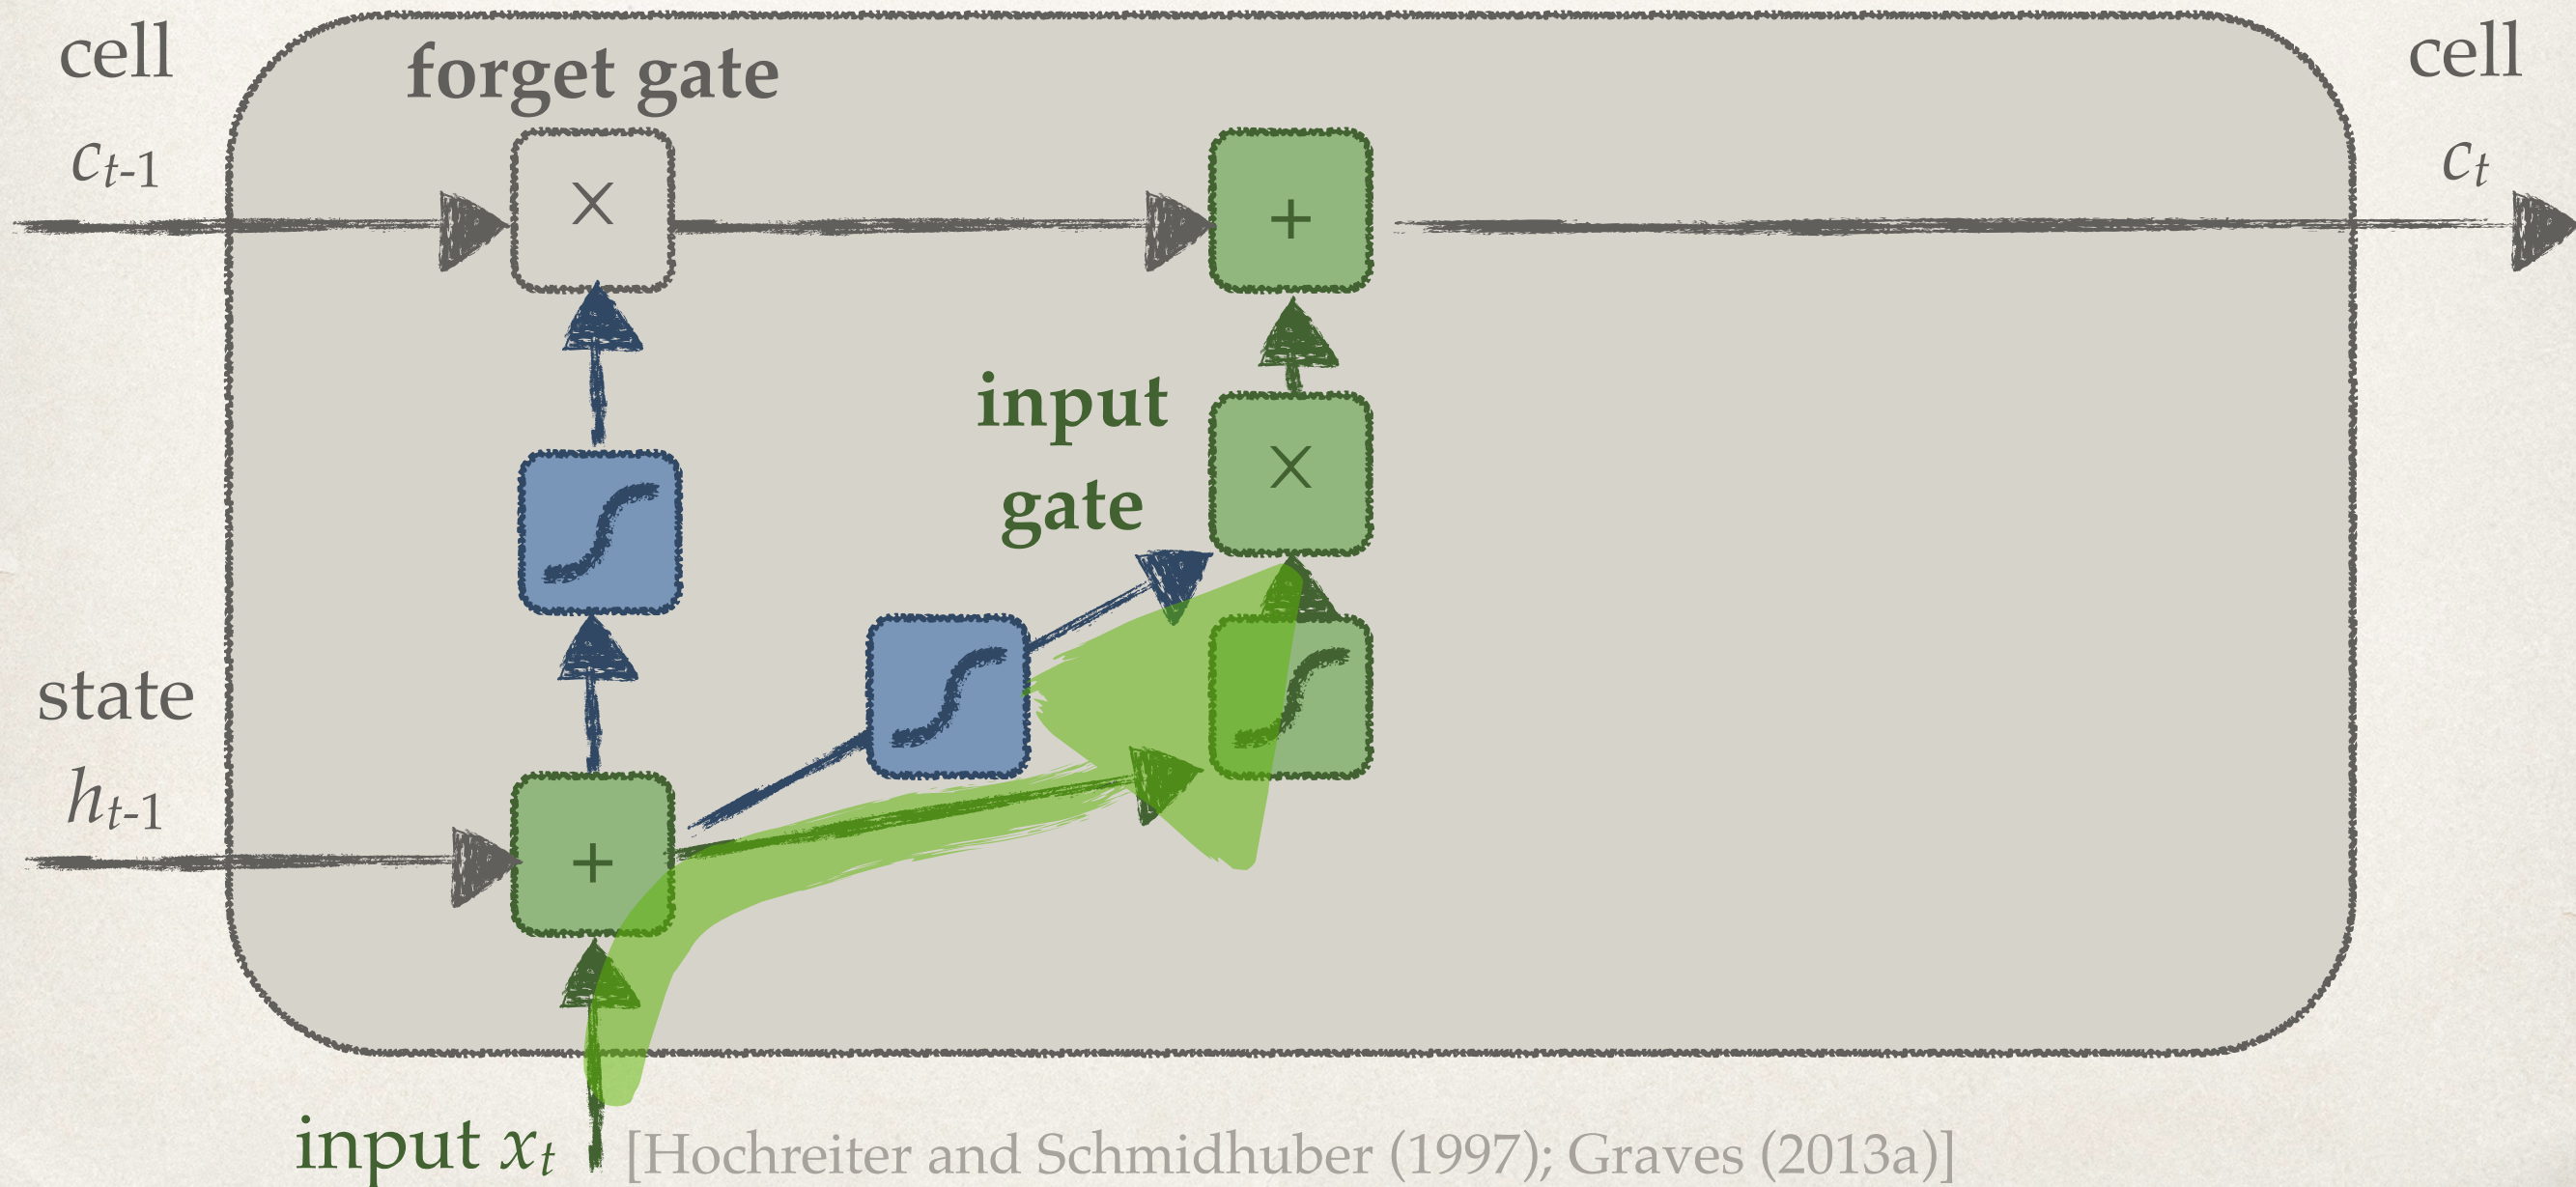 cell
forget gate
cell
c_{t-1}
×
+
c_t
input
gate
×
state
h_{t-1}
+
input x_t
[Hochreiter and Schmidhuber (1997); Graves (2013a)]